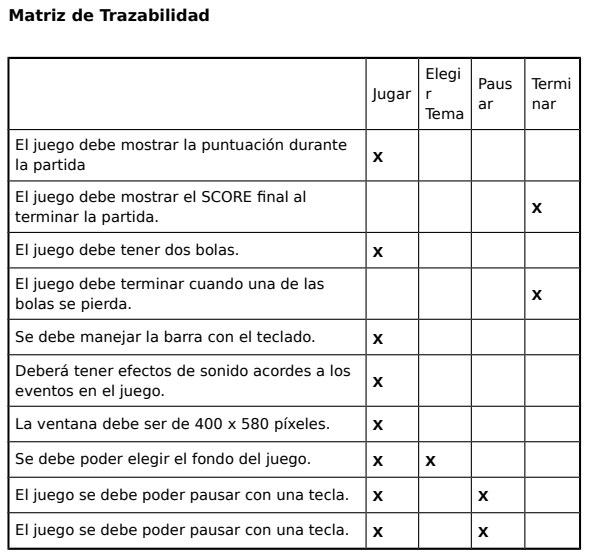 Matriz de Trazabilidad
Jugar Elegi Paus Termi
r ar nar
Tema
El juego debe mostrar la puntuación durante
la partida X
El juego debe mostrar el SCORE final al
terminar la partida. X
El juego debe tener dos bolas. X
El juego debe terminar cuando una de las
bolas se pierda. X
Se debe manejar la barra con el teclado. X
Deberá tener efectos de sonido acordes a los
eventos en el juego. X
La ventana debe ser de 400 x 580 píxeles. X
Se debe poder elegir el fondo del juego. X X
El juego se debe poder pausar con una tecla. X X
El juego se debe poder pausar con una tecla. X X